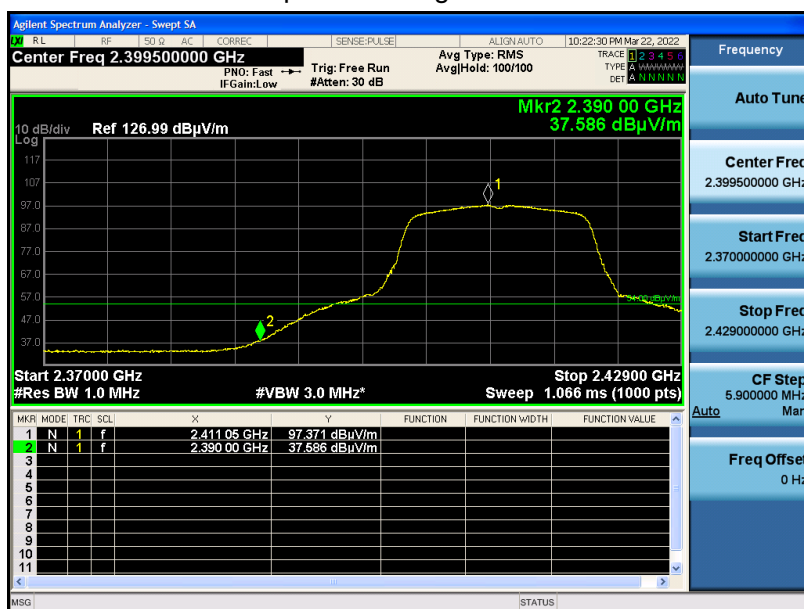 Agilent Spectrum Analyzer - Swept SA
LXI RL RF 50 Ω AC CORREC SENSE:PULSE ALIGN AUTO 10:22:30 PM Mar 22, 2022
Center Freq 2.399500000 GHz
PNO: Fast
IFGain:Low
Trig: Free Run
#Atten: 30 dB
Avg Type: RMS
Avg|Hold: 100/100
TRACE 1 2 3 4 5 6
TYPE A WWWWW
DET A N N N N N
Mkr2 2.390 00 GHz
37.586 dBµV/m
10 dB/div Ref 126.99 dBµV/m
Log
117
107
97.0
87.0
77.0
67.0
57.0
47.0
37.0
1
2
Start 2.37000 GHz
Stop 2.42900 GHz
#Res BW 1.0 MHz #VBW 3.0 MHz* Sweep 1.066 ms (1000 pts)
MKR MODE TRC SCL X Y FUNCTION FUNCTION WIDTH FUNCTION VALUE
1 N 1 f 2.411 05 GHz 97.371 dBµV/m
2 N 1 f 2.390 00 GHz 37.586 dBµV/m
3
4
5
6
7
8
9
10
11
MSG STATUS
Frequency
Auto Tune
Center Freq
2.399500000 GHz
Start Freq
2.370000000 GHz
Stop Freq
2.429000000 GHz
CF Step
5.900000 MHz
Auto Man
Freq Offset
0 Hz